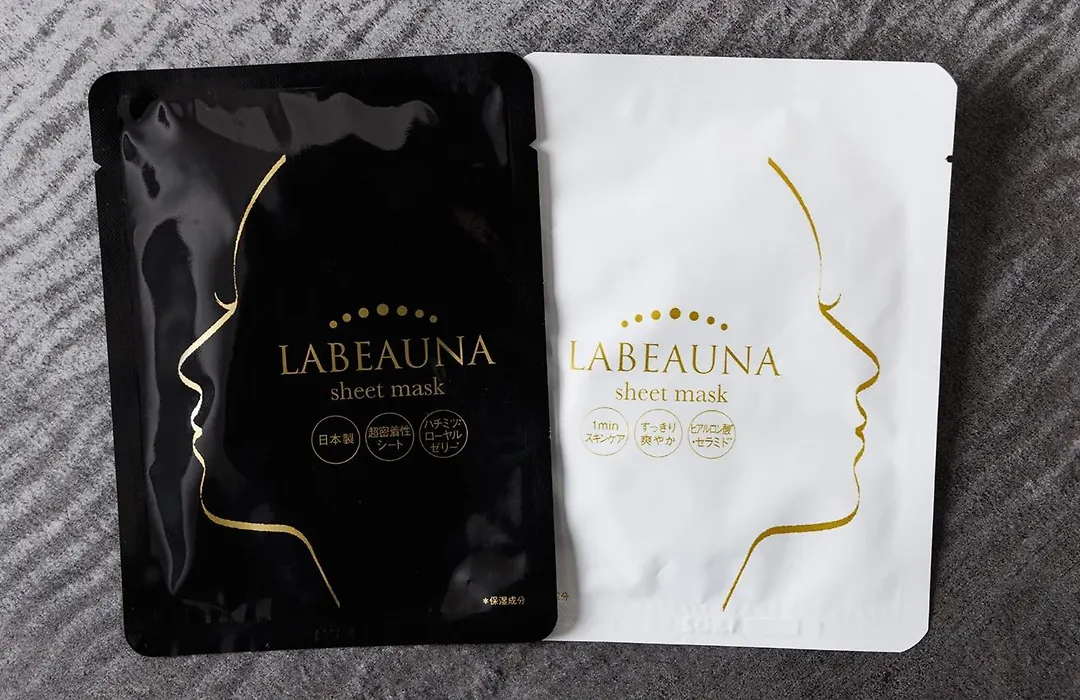 LABEAUNA
sheet mask
日本製
超密着性
シート
ハチミツ*
ローヤル
ゼリー*
*保湿成分
LABEAUNA
sheet mask
1min
スキンケア
すっきり
爽やか
ヒアルロン酸*
・セラミド*
分